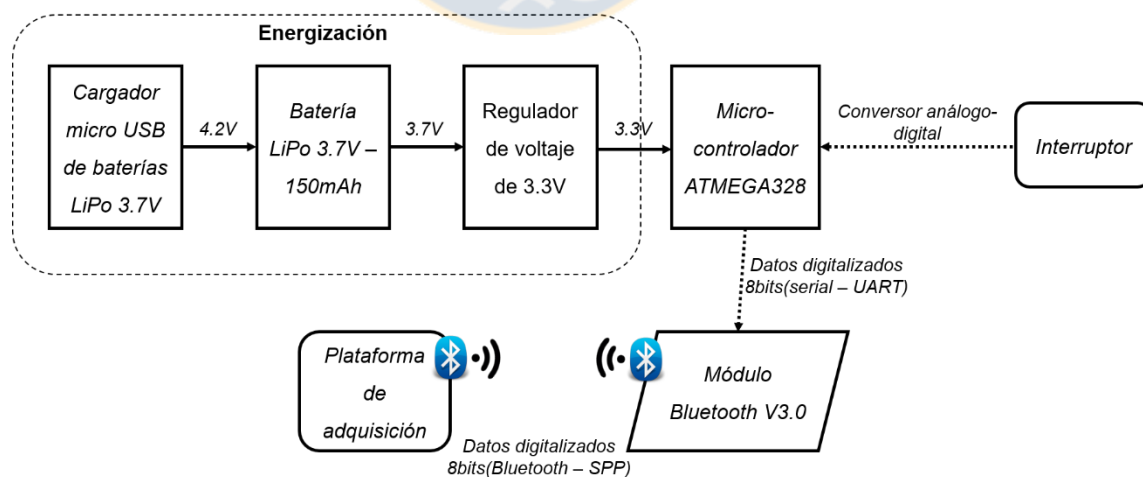 Energización
Cargador
micro USB
de baterías
LiPo 3.7V
4.2V
Batería
LiPo 3.7V –
150mAh
3.7V
Regulador
de voltaje
de 3.3V
3.3V
Micro-
controlador
ATMEGA328
Conversor análogo-
digital
Interruptor
Datos digitalizados
8bits(serial – UART)
Plataforma
de
adquisición
Módulo
Bluetooth V3.0
Datos digitalizados
8bits(Bluetooth – SPP)